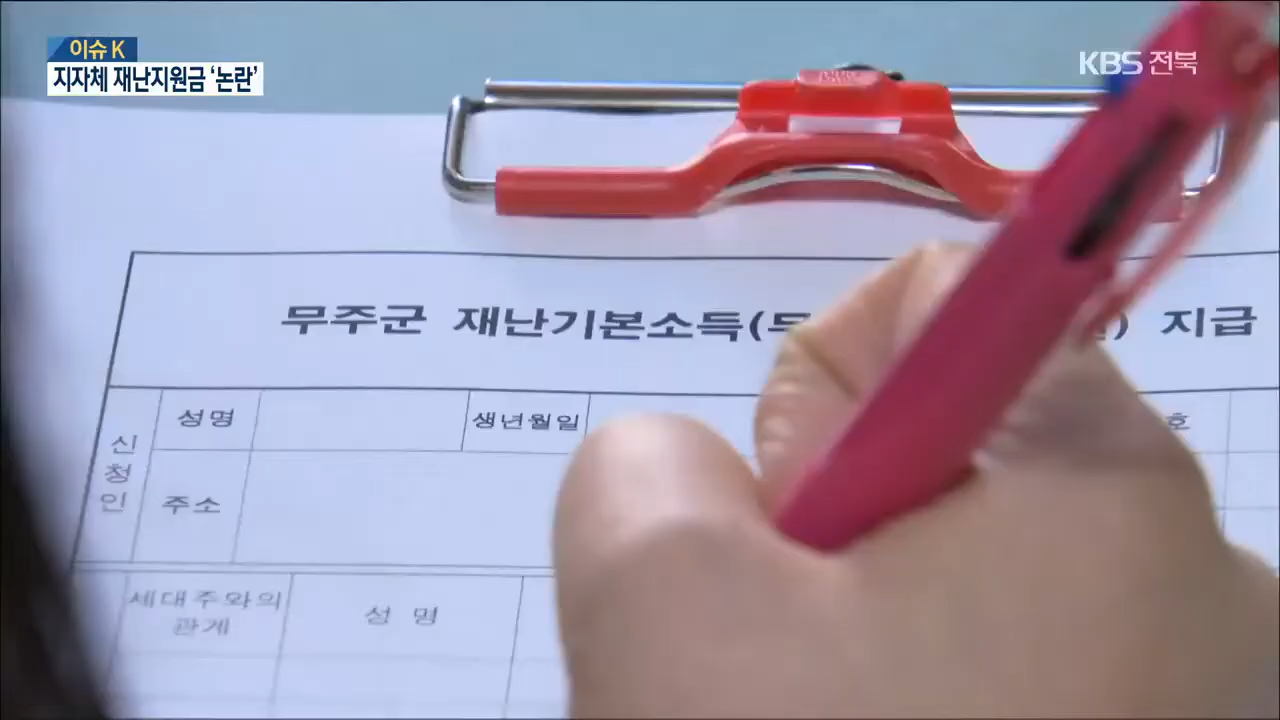 이슈 K
지자체 재난지원금 ‘논란’
KBS 전북
무주군 재난기본소득( ) 지급
신청인
성명
생년월일
호
주소
세대주와의
관계
성 명